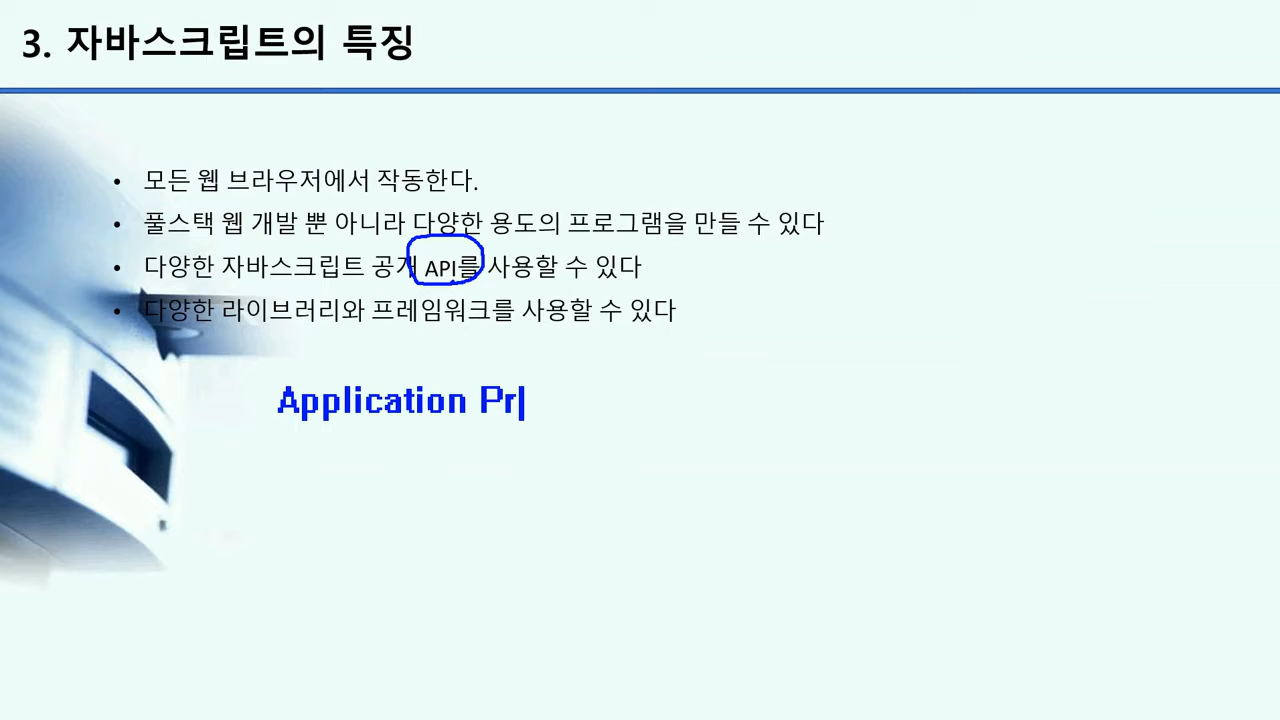 3. 자바스크립트의 특징
• 모든 웹 브라우저에서 작동한다.
• 풀스택 웹 개발 뿐 아니라 다양한 용도의 프로그램을 만들 수 있다
• 다양한 자바스크립트 공개 API를 사용할 수 있다
• 다양한 라이브러리와 프레임워크를 사용할 수 있다
Application Pr